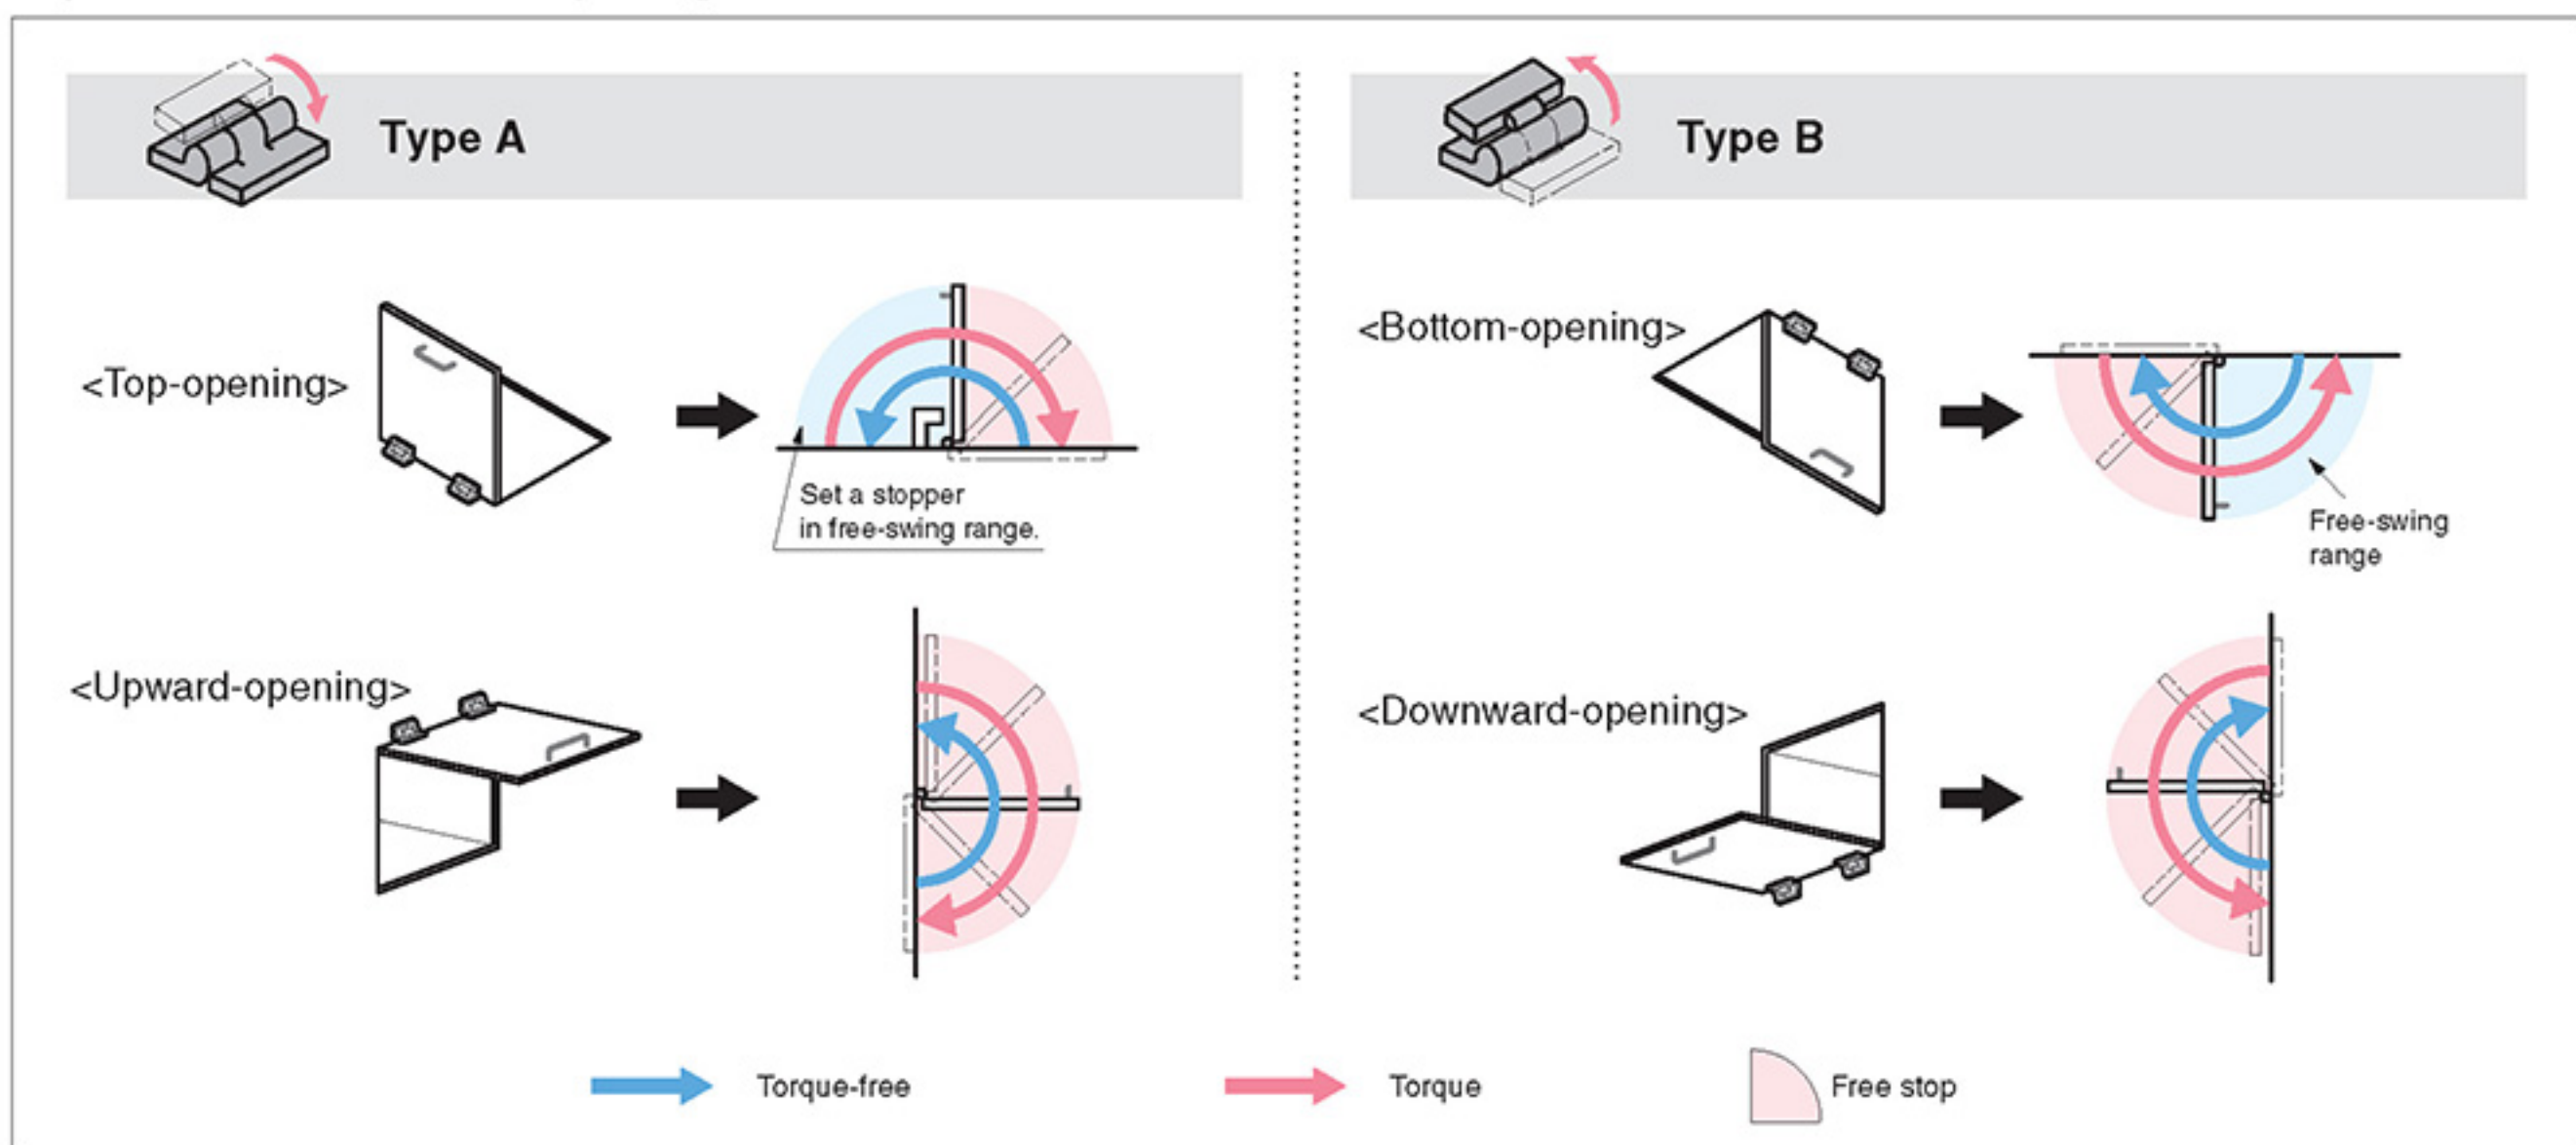 Type A
<Top-opening>
Set a stopper
in free-swing range.
<Upward-opening>
Type B
<Bottom-opening>
Free-swing
range
<Downward-opening>
Torque-free
Torque
Free stop